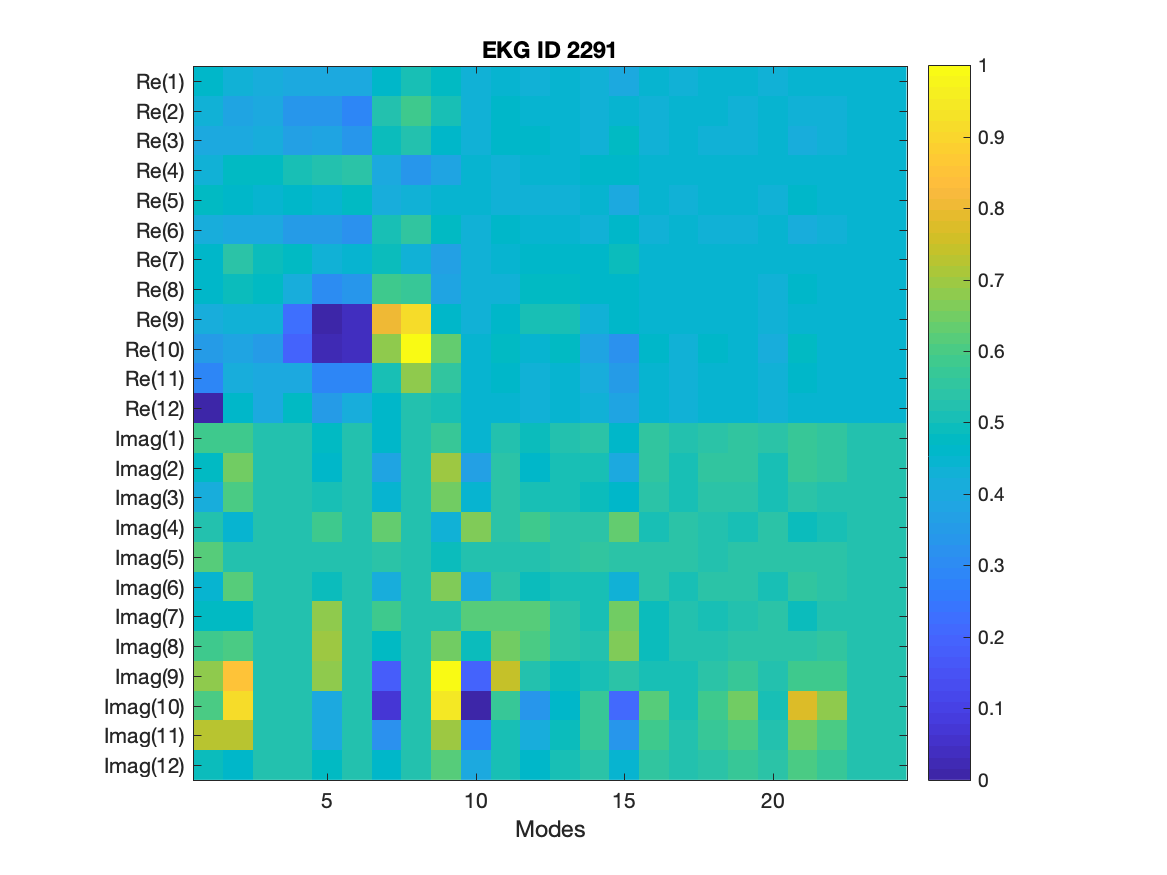 EKG ID 2291
Re(1)
Re(2)
Re(3)
Re(4)
Re(5)
Re(6)
Re(7)
Re(8)
Re(9)
Re(10)
Re(11)
Re(12)
Imag(1)
Imag(2)
Imag(3)
Imag(4)
Imag(5)
Imag(6)
Imag(7)
Imag(8)
Imag(9)
Imag(10)
Imag(11)
Imag(12)
5 10 15 20
Modes
1
0.9
0.8
0.7
0.6
0.5
0.4
0.3
0.2
0.1
0